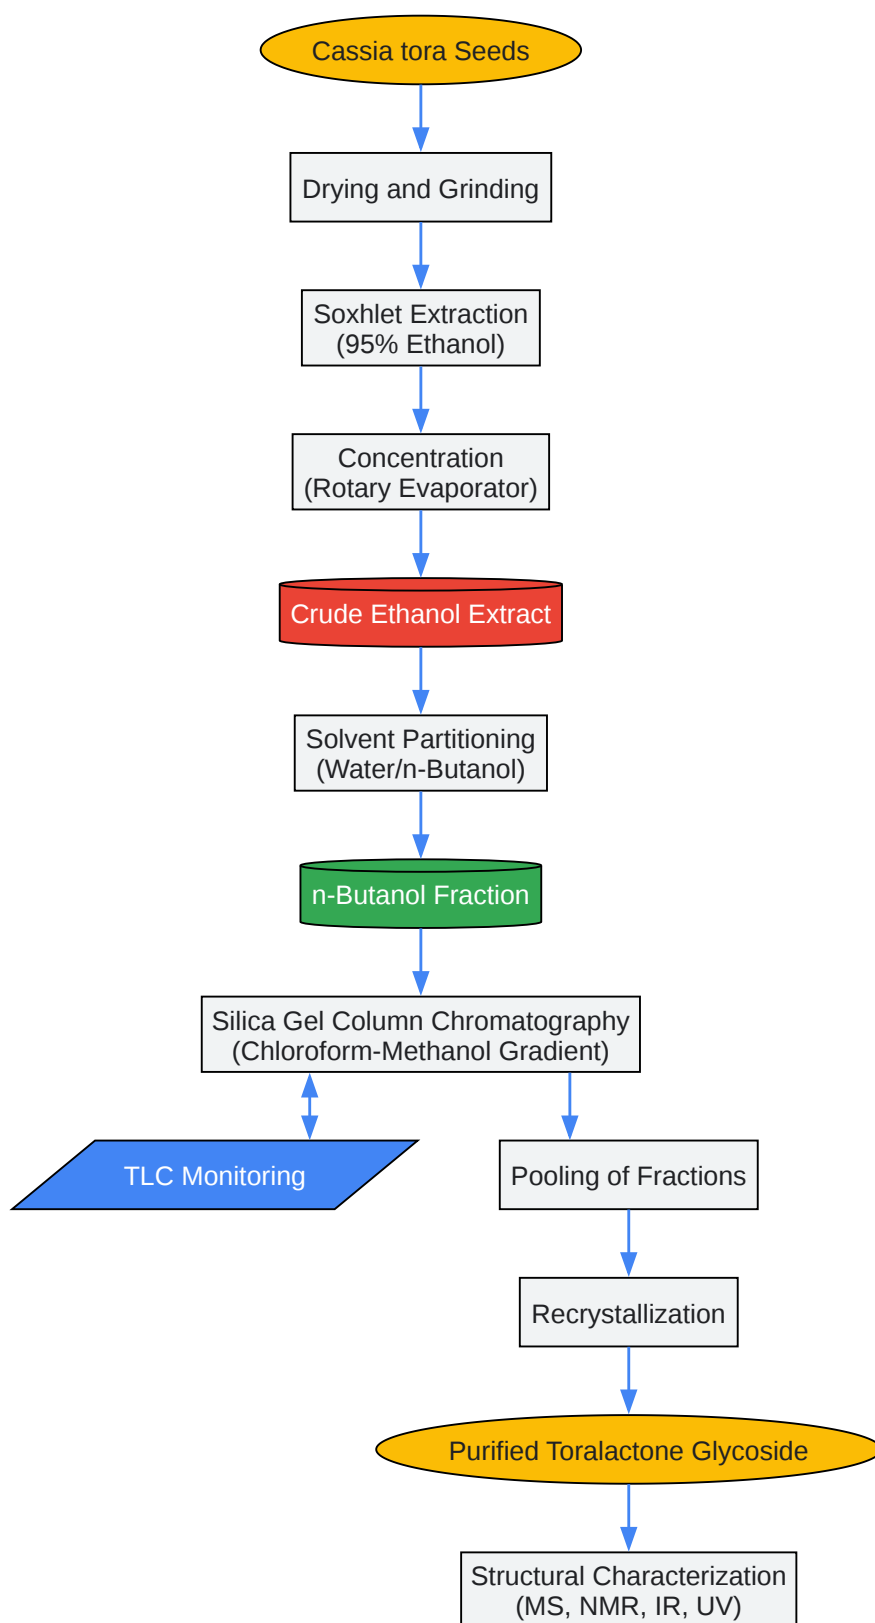 Cassia tora Seeds
Drying and Grinding
Soxhlet Extraction
(95% Ethanol)
Concentration
(Rotary Evaporator)
Crude Ethanol Extract
Solvent Partitioning
(Water/n-Butanol)
n-Butanol Fraction
Silica Gel Column Chromatography
(Chloroform-Methanol Gradient)
TLC Monitoring
Pooling of Fractions
Recrystallization
Purified Toralactone Glycoside
Structural Characterization
(MS, NMR, IR, UV)